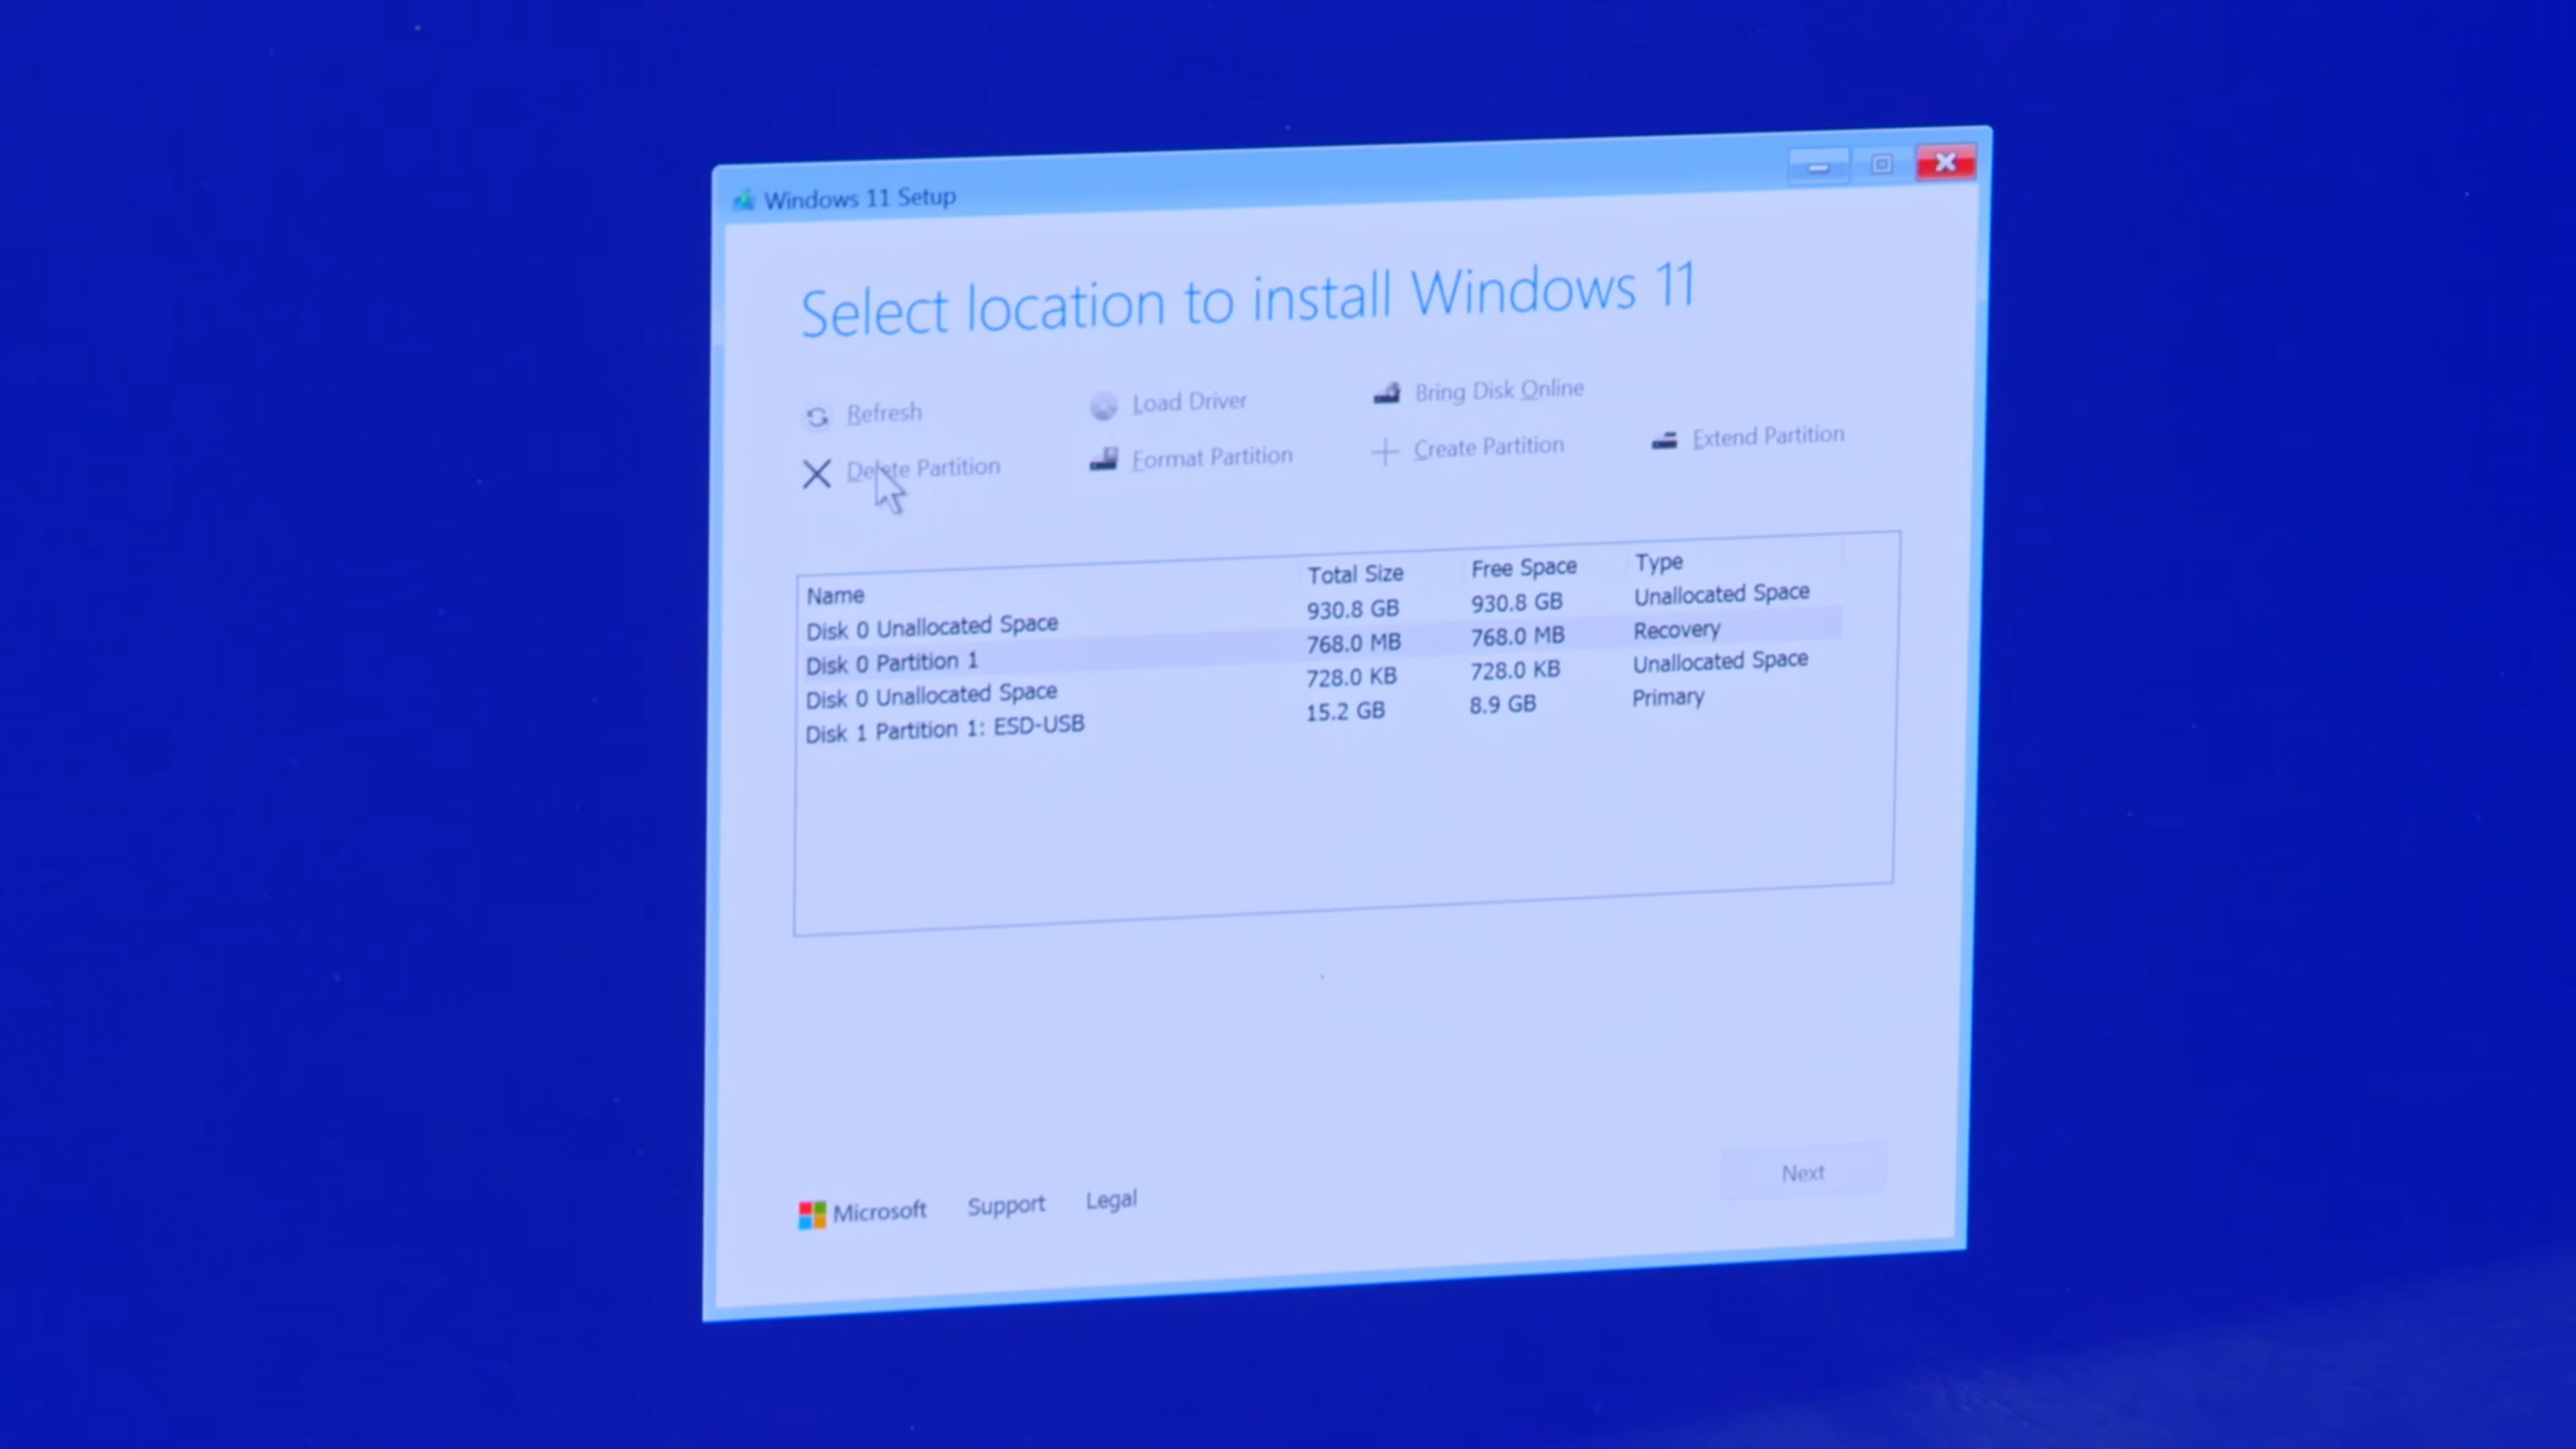 Windows 11 Setup
Select location to install Windows 11
Refresh
Load Driver
Bring Disk Online
Delete Partition
Format Partition
Create Partition
Extend Partition
Name Total Size Free Space Type
Disk 0 Unallocated Space 930.8 GB 930.8 GB Unallocated Space
Disk 0 Partition 1 768.0 MB 768.0 MB Recovery
Disk 0 Unallocated Space 728.0 KB 728.0 KB Unallocated Space
Disk 1 Partition 1: ESD-USB 15.2 GB 8.9 GB Primary
Next
Microsoft Support Legal